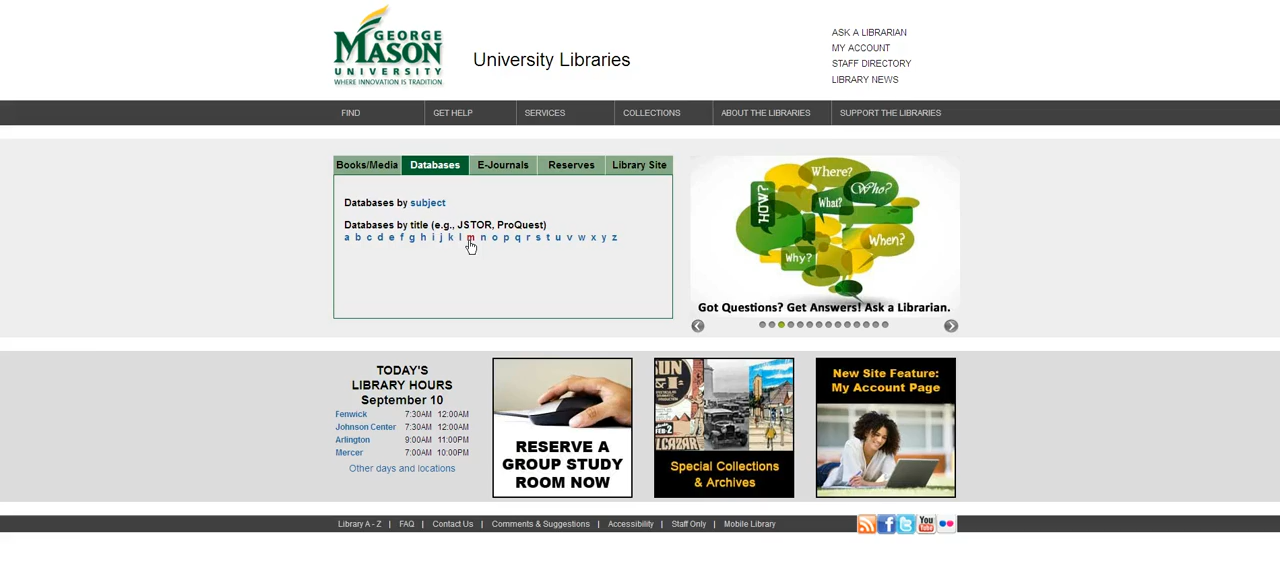 GEORGE
MASON
UNIVERSITY
WHERE INNOVATION IS TRADITION
University Libraries
ASK A LIBRARIAN
MY ACCOUNT
STAFF DIRECTORY
LIBRARY NEWS
FIND
GET HELP
SERVICES
COLLECTIONS
ABOUT THE LIBRARIES
SUPPORT THE LIBRARIES
Books/Media
Databases
E-Journals
Reserves
Library Site
Databases by subject
Databases by title (e.g., JSTOR, ProQuest)
a b c d e f g h i j k l m n o p q r s t u v w x y z
HOW?
Where?
Who?
What?
When?
Why?
Got Questions? Get Answers! Ask a Librarian.
TODAY'S
LIBRARY HOURS
September 10
Fenwick 7:30AM 12:00AM
Johnson Center 7:30AM 12:00AM
Arlington 9:00AM 11:00PM
Mercer 7:00AM 10:00PM
Other days and locations
RESERVE A
GROUP STUDY
ROOM NOW
Special Collections
& Archives
New Site Feature:
My Account Page
Library A - Z | FAQ | Contact Us | Comments & Suggestions | Accessibility | Staff Only | Mobile Library
You